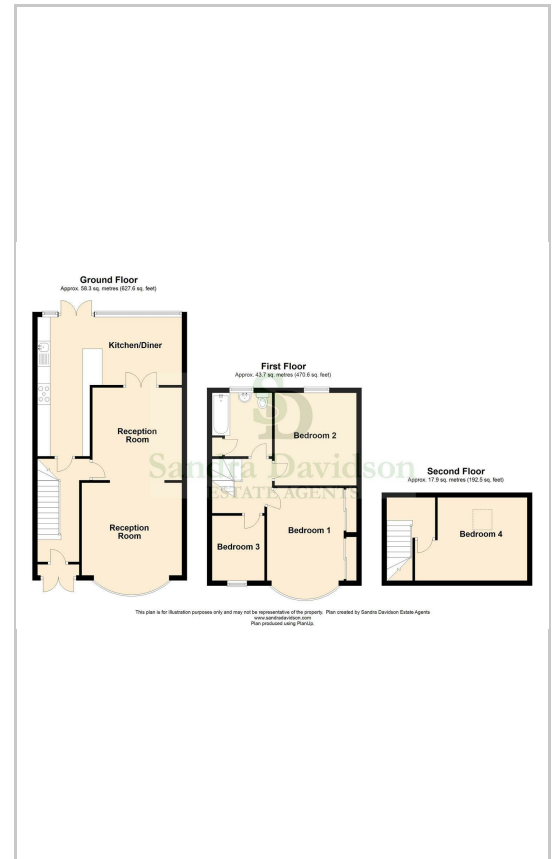 Ground Floor
Approx. 58.3 sq. metres (627.6 sq. feet)
Kitchen/Diner
Reception
Room
Reception
Room
First Floor
Approx. 43.7 sq. metres (470.6 sq. feet)
Bedroom 2
Bedroom 1
Bedroom 3
Second Floor
Approx. 17.9 sq. metres (192.5 sq. feet)
Bedroom 4
SD
Sandra Davidson
ESTATE AGENTS
This plan is for illustration purposes only and may not be representative of the property. Plan created by Sandra Davidson Estate Agents
www.sandradavidson.com
Plan produced using PlanUp.